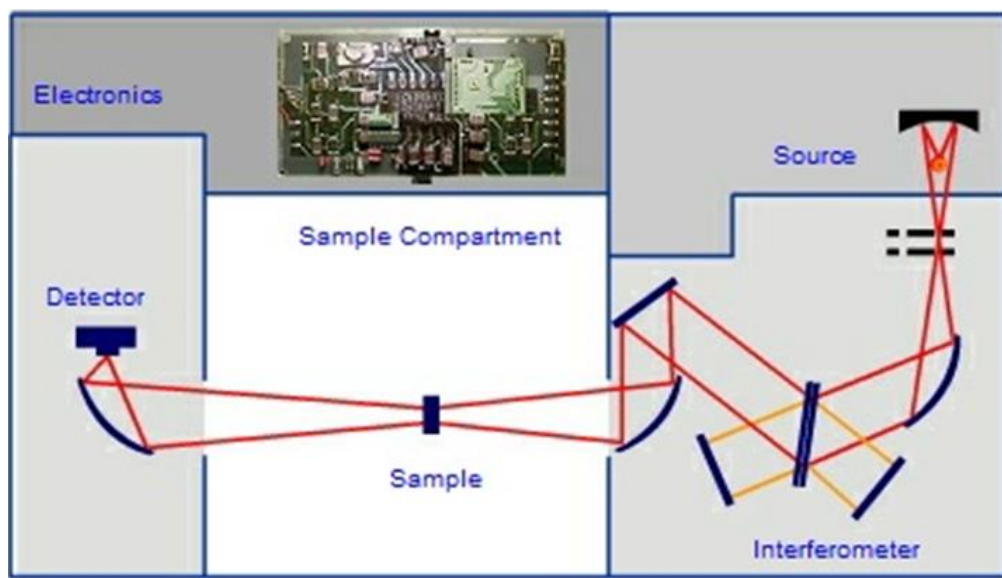 Electronics
Source
Sample Compartment
Detector
Sample
Interferometer